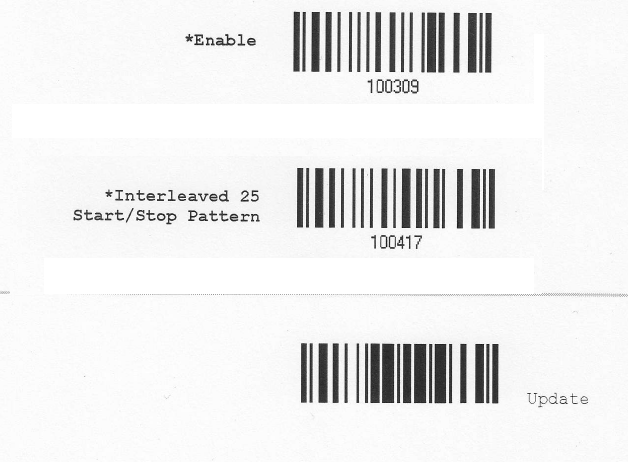 *Enable
100309
*Interleaved 25
Start/Stop Pattern
100417
Update